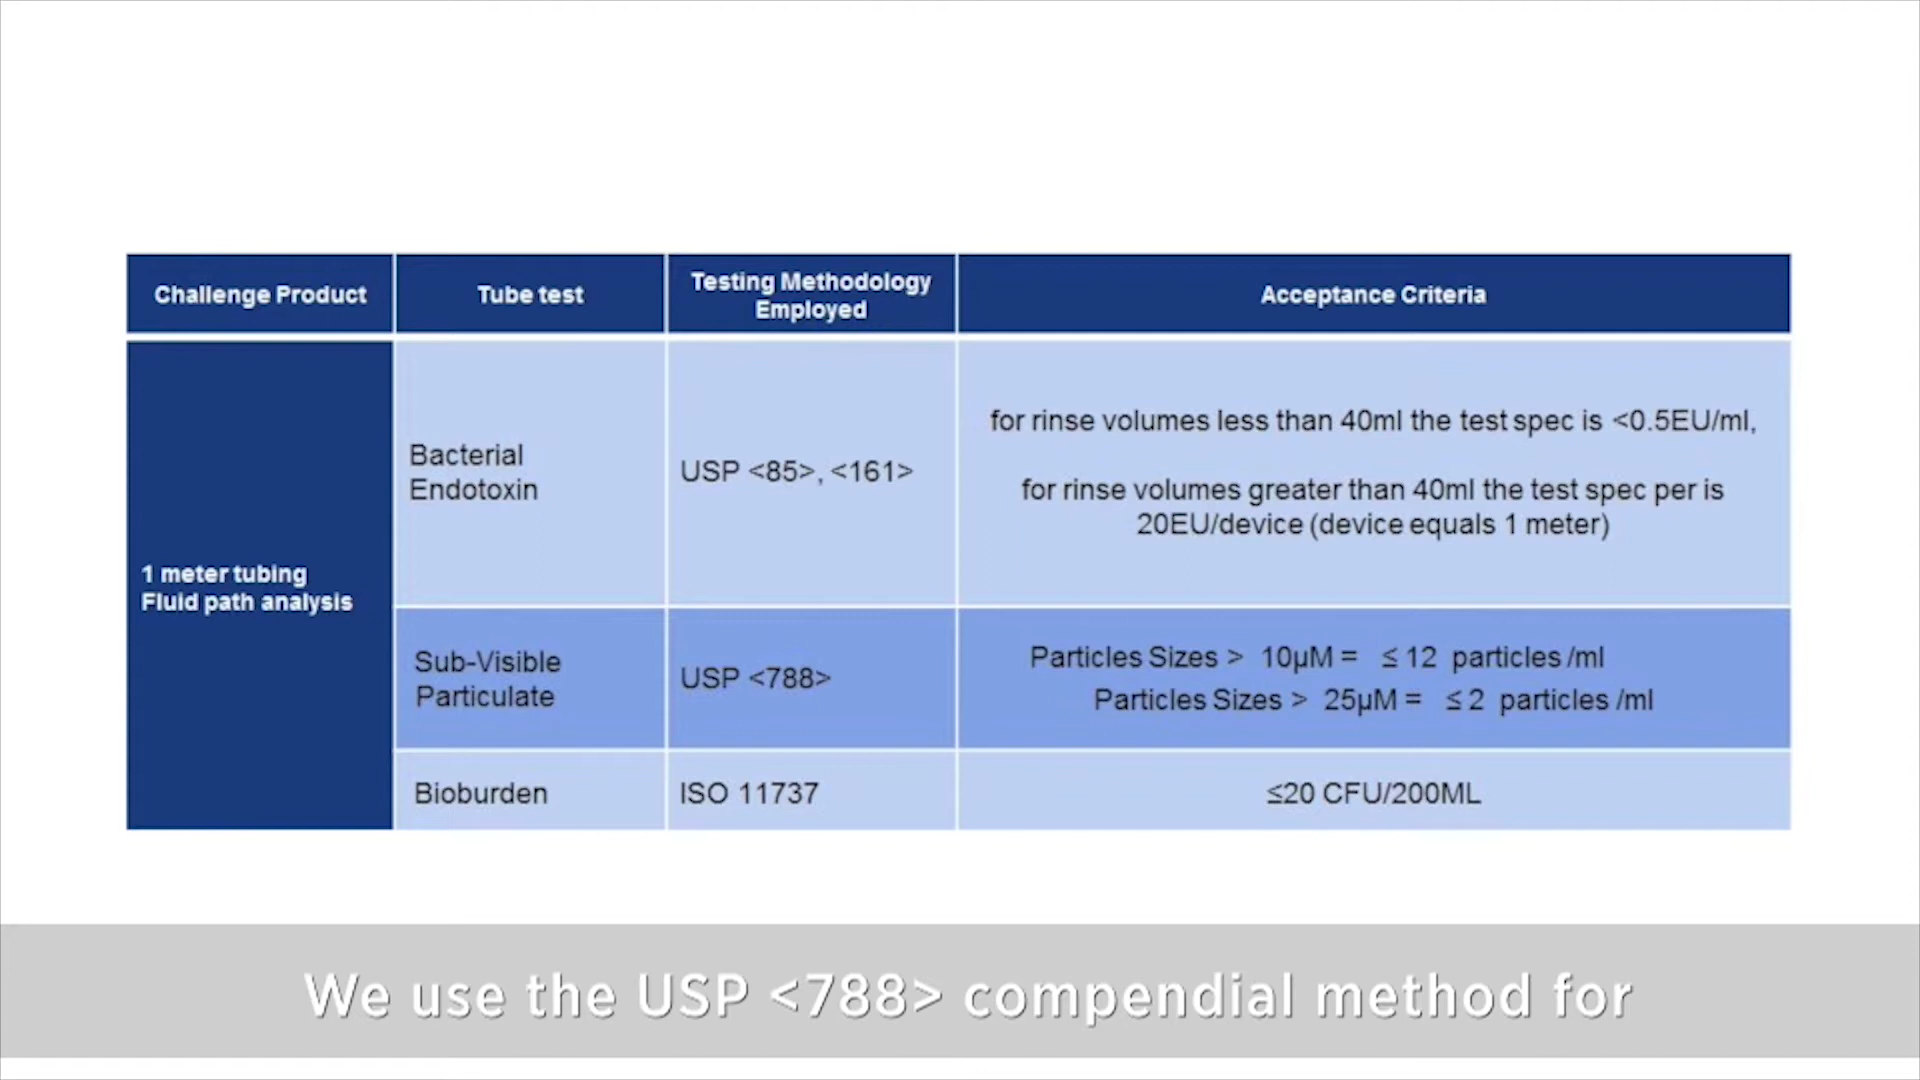 Challenge Product
Tube test
Testing Methodology
Employed
Acceptance Criteria
1 meter tubing
Fluid path analysis
Bacterial
Endotoxin
USP <85>, <161>
for rinse volumes less than 40ml the test spec is <0.5EU/ml,
for rinse volumes greater than 40ml the test spec per is
20EU/device (device equals 1 meter)
Sub-Visible
Particulate
USP <788>
Particles Sizes > 10µM = ≤ 12 particles /ml
Particles Sizes > 25µM = ≤ 2 particles /ml
Bioburden
ISO 11737
≤20 CFU/200ML
We use the USP <788> compendial method for